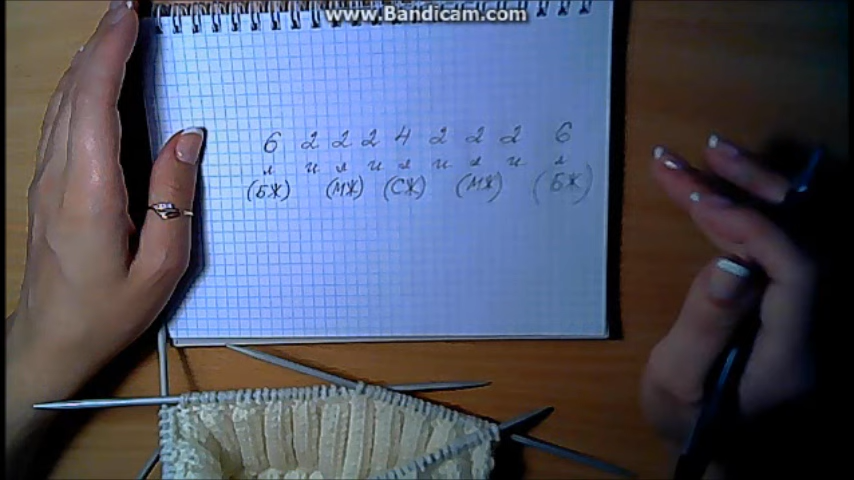 www.Bandicam.com
6 2 2 2 4 2 2 2 6
л и л и л и л и л
(БЖ) (МЖ) (СЖ) (МЖ) (БЖ)